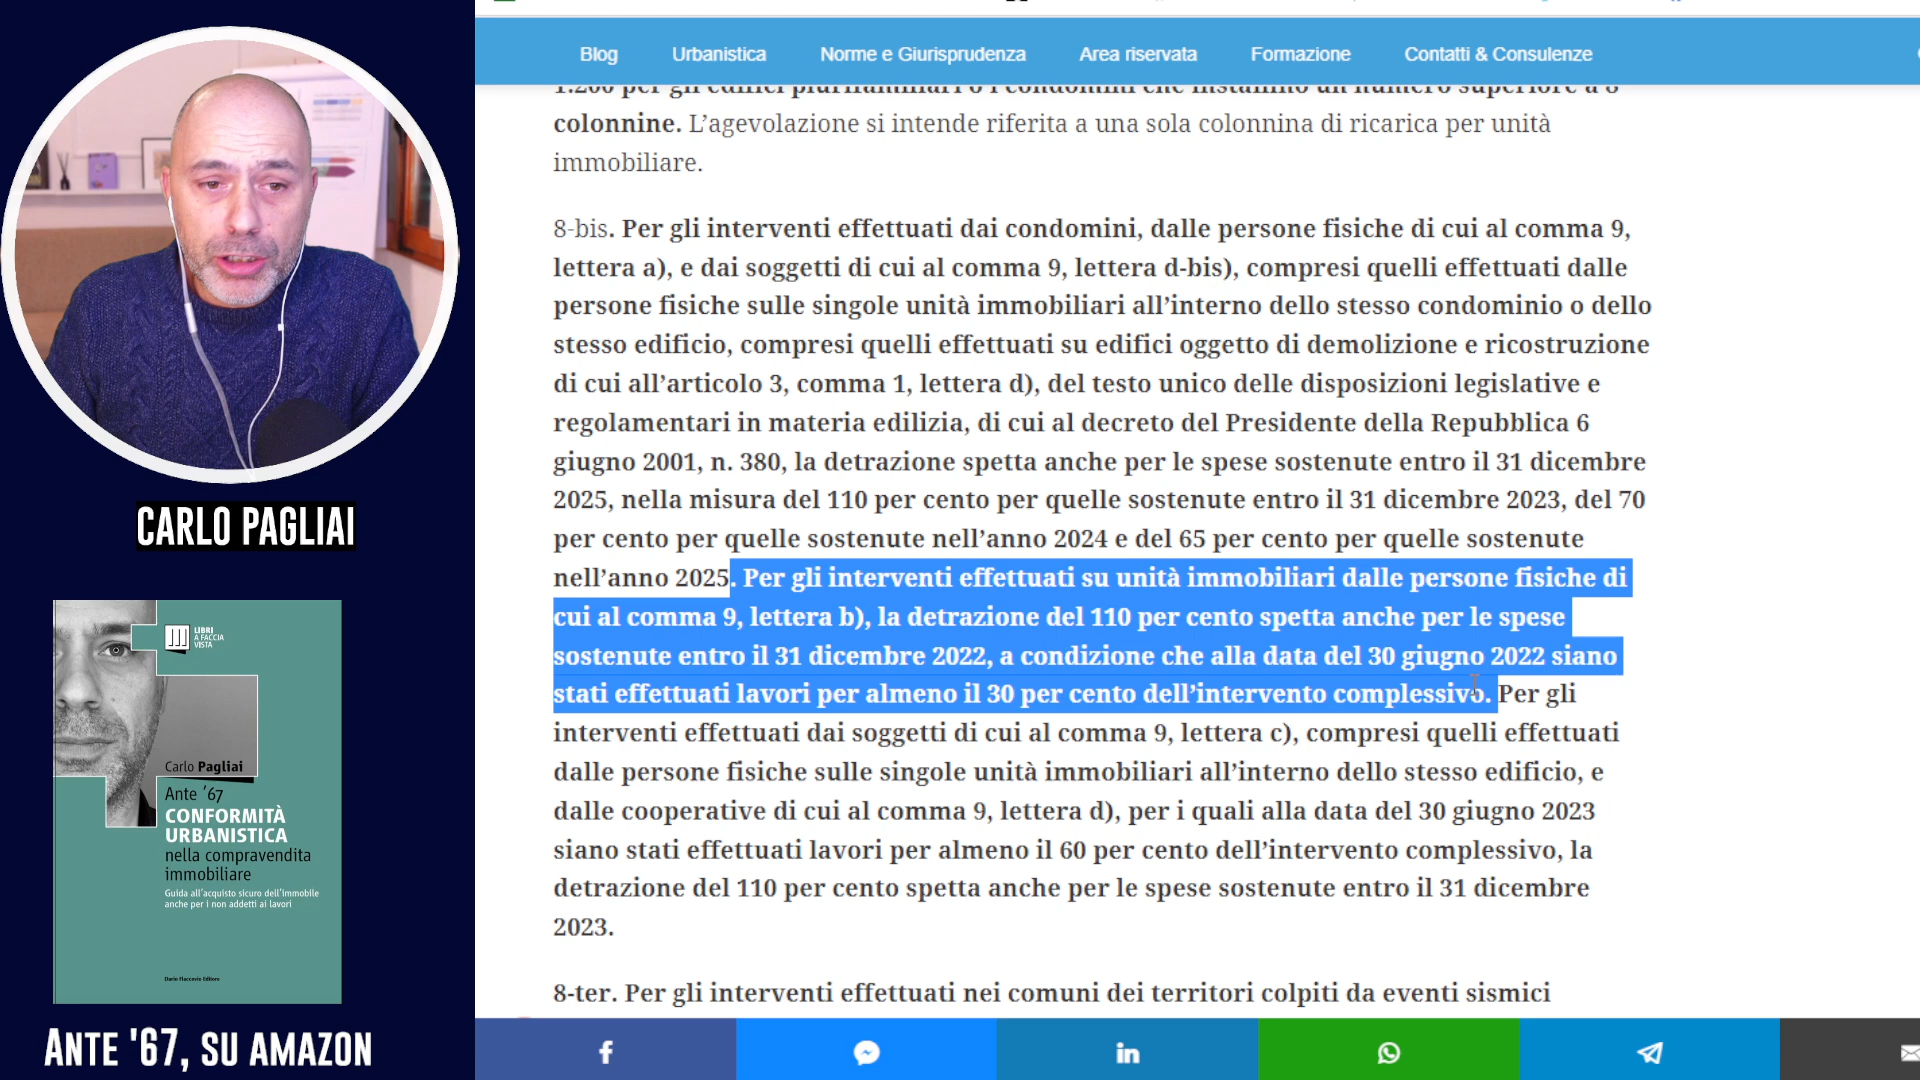 Blog Urbanistica Norme e Giurisprudenza Area riservata Formazione Contatti & Consulenze
1.200 per gli edifici plurifamiliari o i condomini che installino un numero superiore a 8
colonnine. L’agevolazione si intende riferita a una sola colonnina di ricarica per unità
immobiliare.
8-bis. Per gli interventi effettuati dai condomini, dalle persone fisiche di cui al comma 9,
lettera a), e dai soggetti di cui al comma 9, lettera d-bis), compresi quelli effettuati dalle
persone fisiche sulle singole unità immobiliari all’interno dello stesso condominio o dello
stesso edificio, compresi quelli effettuati su edifici oggetto di demolizione e ricostruzione
di cui all’articolo 3, comma 1, lettera d), del testo unico delle disposizioni legislative e
regolamentari in materia edilizia, di cui al decreto del Presidente della Repubblica 6
giugno 2001, n. 380, la detrazione spetta anche per le spese sostenute entro il 31 dicembre
2025, nella misura del 110 per cento per quelle sostenute entro il 31 dicembre 2023, del 70
per cento per quelle sostenute nell’anno 2024 e del 65 per cento per quelle sostenute
nell’anno 2025. Per gli interventi effettuati su unità immobiliari dalle persone fisiche di
cui al comma 9, lettera b), la detrazione del 110 per cento spetta anche per le spese
sostenute entro il 31 dicembre 2022, a condizione che alla data del 30 giugno 2022 siano
stati effettuati lavori per almeno il 30 per cento dell’intervento complessivo. Per gli
interventi effettuati dai soggetti di cui al comma 9, lettera c), compresi quelli effettuati
dalle persone fisiche sulle singole unità immobiliari all’interno dello stesso edificio, e
dalle cooperative di cui al comma 9, lettera d), per i quali alla data del 30 giugno 2023
siano stati effettuati lavori per almeno il 60 per cento dell’intervento complessivo, la
detrazione del 110 per cento spetta anche per le spese sostenute entro il 31 dicembre
2023.
8-ter. Per gli interventi effettuati nei comuni dei territori colpiti da eventi sismici
CARLO PAGLIAI
LIBRI
A FACCIA
VISTA
Carlo Pagliai
Ante ’67
CONFORMITÀ
URBANISTICA
nella compravendita
immobiliare
Guida all’acquisto sicuro dell’immobile
anche per i non addetti ai lavori
Dario Flaccovio Editore
ANTE '67, SU AMAZON